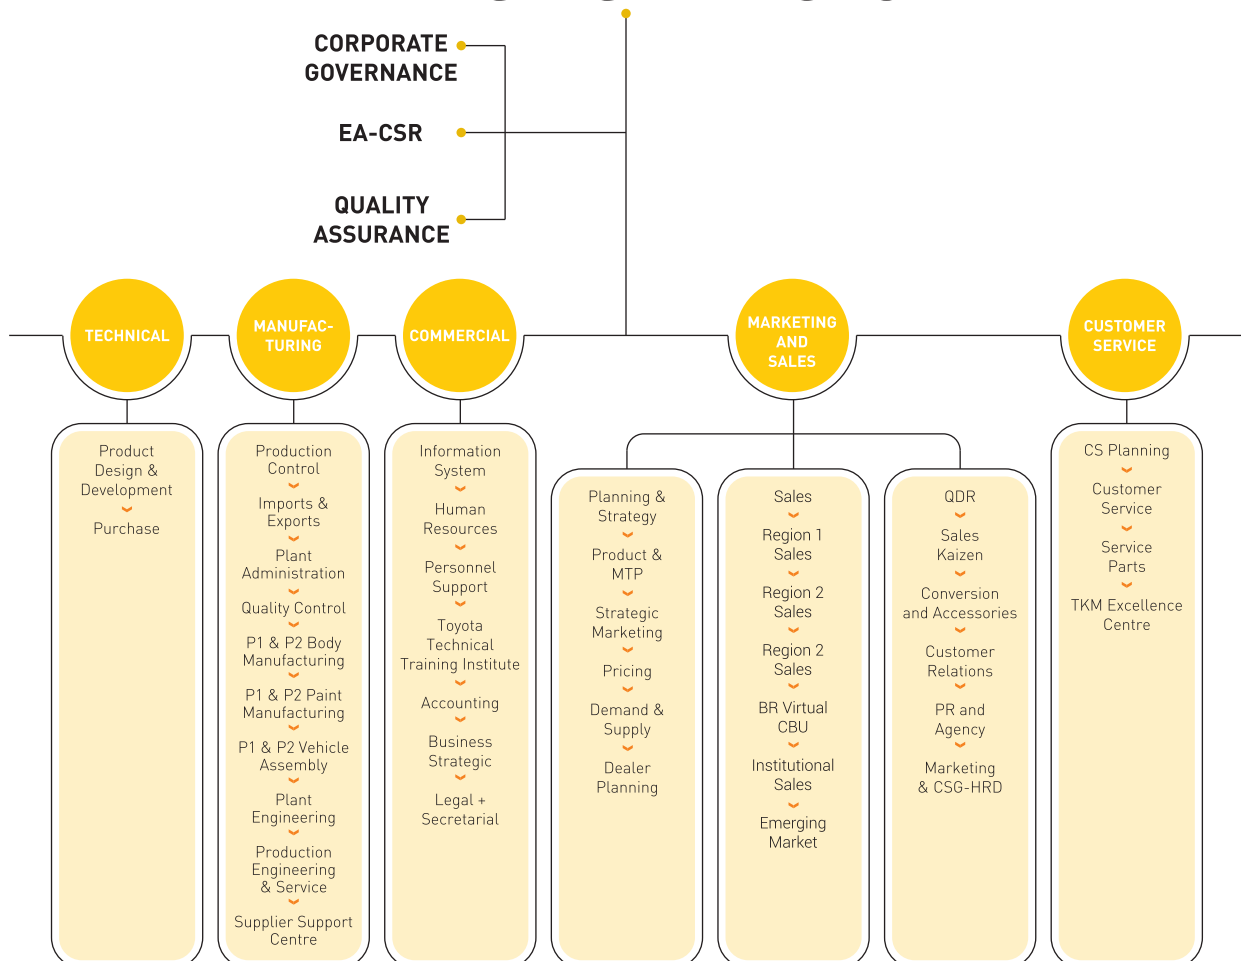 CORPORATE
GOVERNANCE
EA-CSR
QUALITY
ASSURANCE
TECHNICAL
MANUFAC-
TURING
COMMERCIAL
MARKETING
AND
SALES
CUSTOMER
SERVICE
Product
Design &
Development
Purchase
Production
Control
Imports &
Exports
Plant
Administration
Quality Control
P1 & P2 Body
Manufacturing
P1 & P2 Paint
Manufacturing
P1 & P2 Vehicle
Assembly
Plant
Engineering
Production
Engineering
& Service
Supplier Support
Centre
Information
System
Human
Resources
Personnel
Support
Toyota
Technical
Training Institute
Accounting
Business
Strategic
Legal +
Secretarial
Planning &
Strategy
Product &
MTP
Strategic
Marketing
Pricing
Demand &
Supply
Dealer
Planning
Sales
Region 1
Sales
Region 2
Sales
Region 2
Sales
BR Virtual
CBU
Institutional
Sales
Emerging
Market
QDR
Sales
Kaizen
Conversion
and Accessories
Customer
Relations
PR and
Agency
Marketing
& CSG-HRD
CS Planning
Customer
Service
Service
Parts
TKM Excellence
Centre